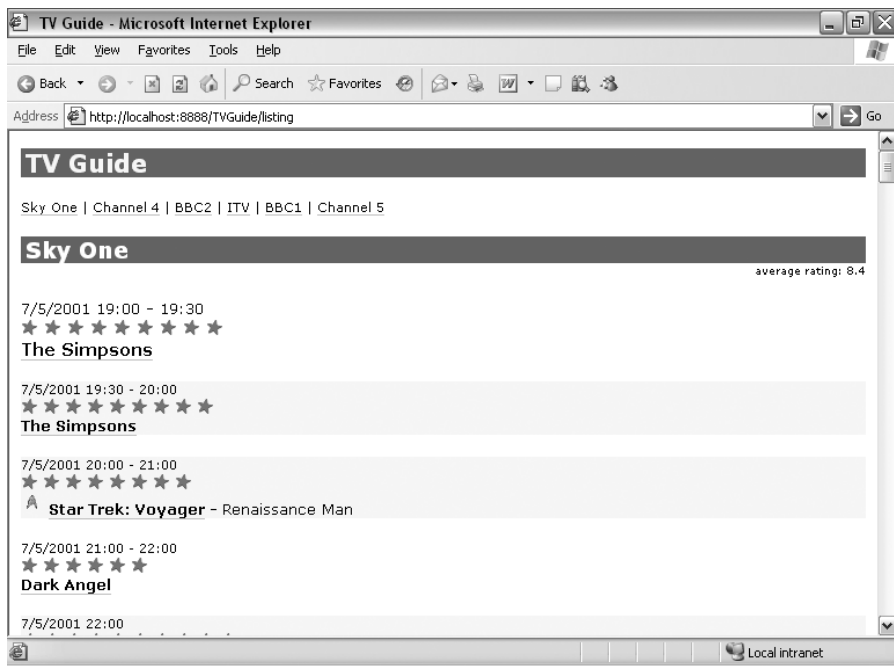 TV Guide - Microsoft Internet Explorer
File Edit View Favorites Tools Help
Back Search Favorites
Address http://localhost:8888/TVGuide/listing Go
TV Guide
Sky One | Channel 4 | BBC2 | ITV | BBC1 | Channel 5
Sky One
average rating: 8.4
7/5/2001 19:00 - 19:30
The Simpsons
7/5/2001 19:30 - 20:00
The Simpsons
7/5/2001 20:00 - 21:00
Star Trek: Voyager - Renaissance Man
7/5/2001 21:00 - 22:00
Dark Angel
7/5/2001 22:00
Local intranet